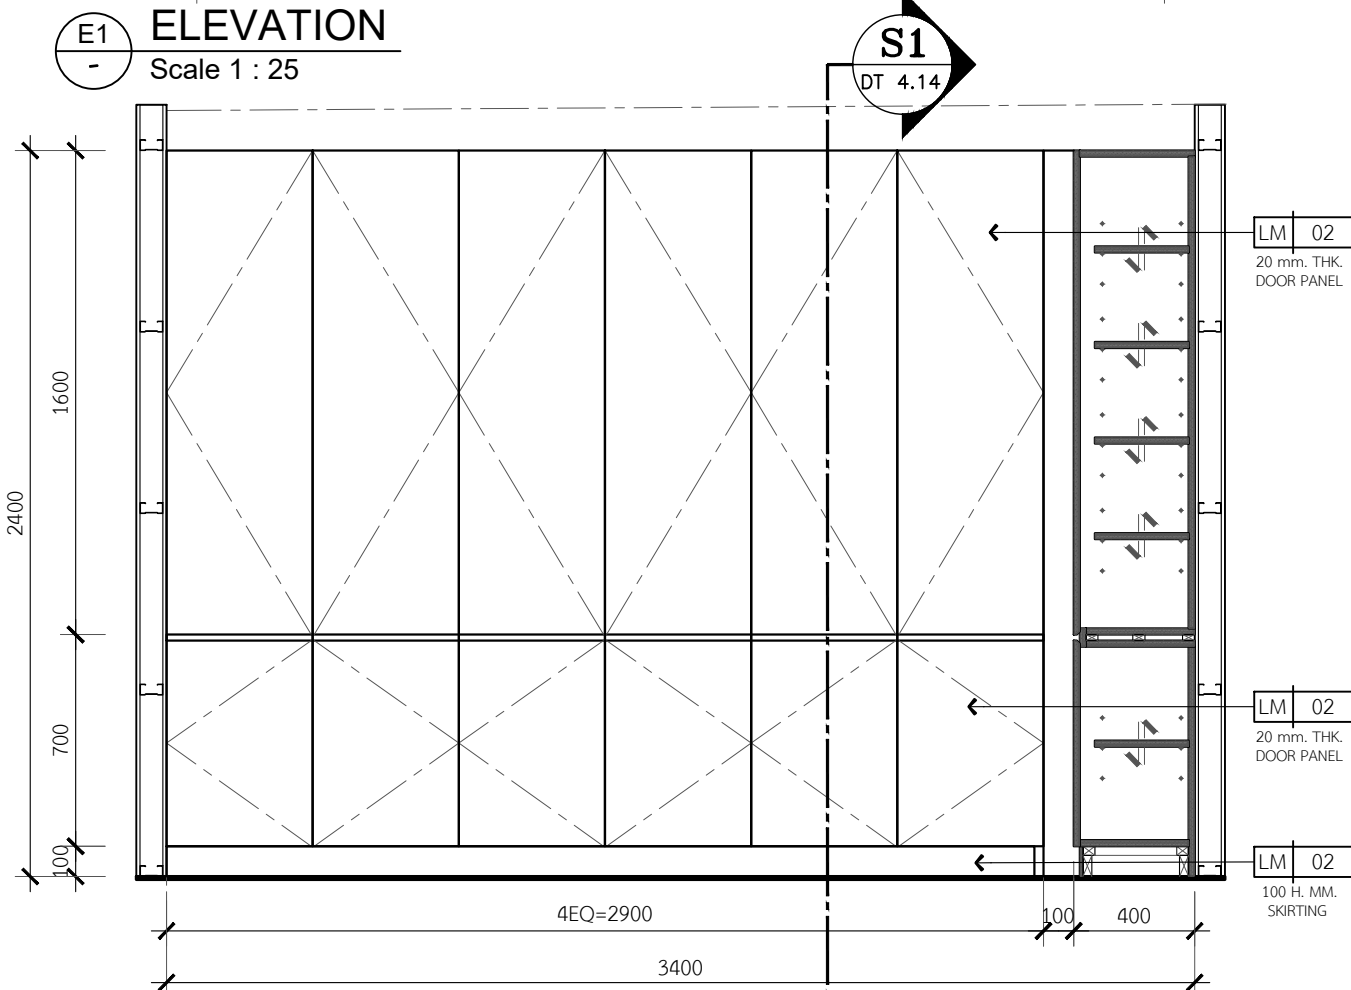 E1
-
ELEVATION
Scale 1 : 25
S1
DT 4.14
2400
1600
700
100
LM 02
20 mm. THK.
DOOR PANEL
LM 02
20 mm. THK.
DOOR PANEL
LM 02
100 H. MM.
SKIRTING
4EQ=2900
100
400
3400